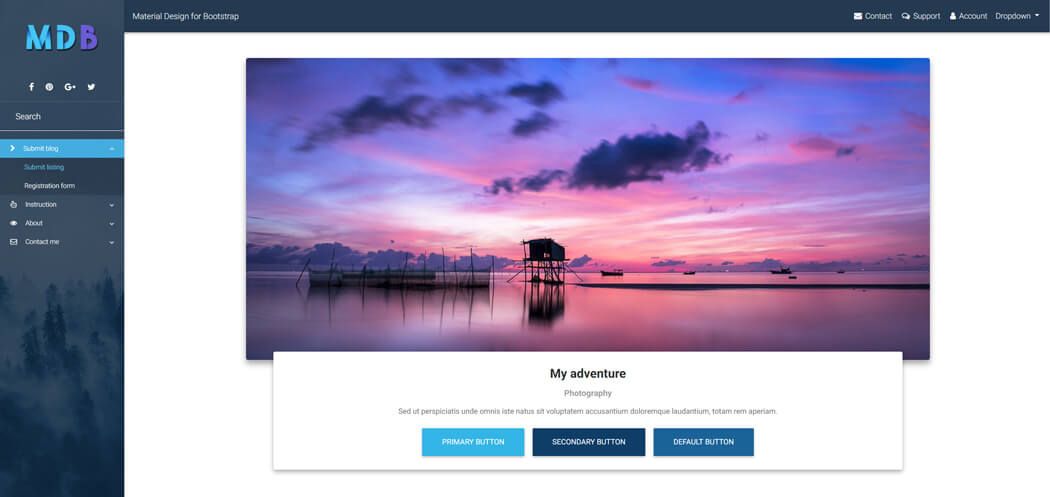 MDB
Material Design for Bootstrap
Contact
Support
Account
Dropdown
Search
Submit blog
Submit listing
Registration form
Instruction
About
Contact me
My adventure
Photography
Sed ut perspiciatis unde omnis iste natus sit voluptatem accusantium doloremque laudantium, totam rem aperiam.
PRIMARY BUTTON
SECONDARY BUTTON
DEFAULT BUTTON